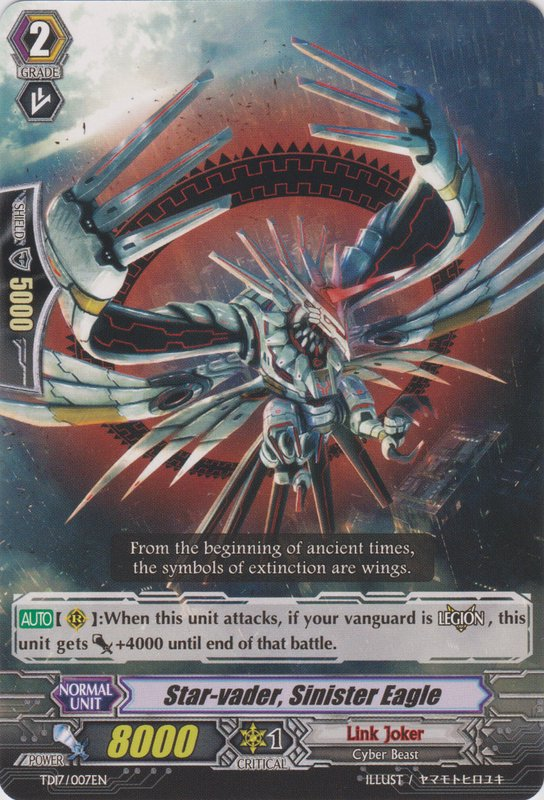 2
GRADE
SHIELD
5000
From the beginning of ancient times,
the symbols of extinction are wings.
AUTO【 R 】:When this unit attacks, if your vanguard is LEGION, this
unit gets +4000 until end of that battle.
NORMAL UNIT
Star-vader, Sinister Eagle
POWER 8000
1
CRITICAL
Link Joker
Cyber Beast
TD17/007EN
ILLUST / ヤマモトヒロユキ